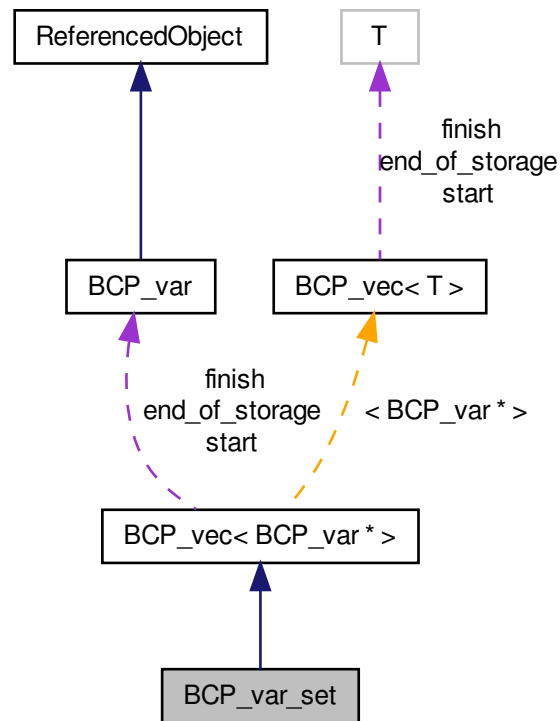 ReferencedObject
T
finish
end_of_storage
start
BCP_var
BCP_vec< T >
finish
end_of_storage
start
< BCP_var * >
BCP_vec< BCP_var * >
BCP_var_set